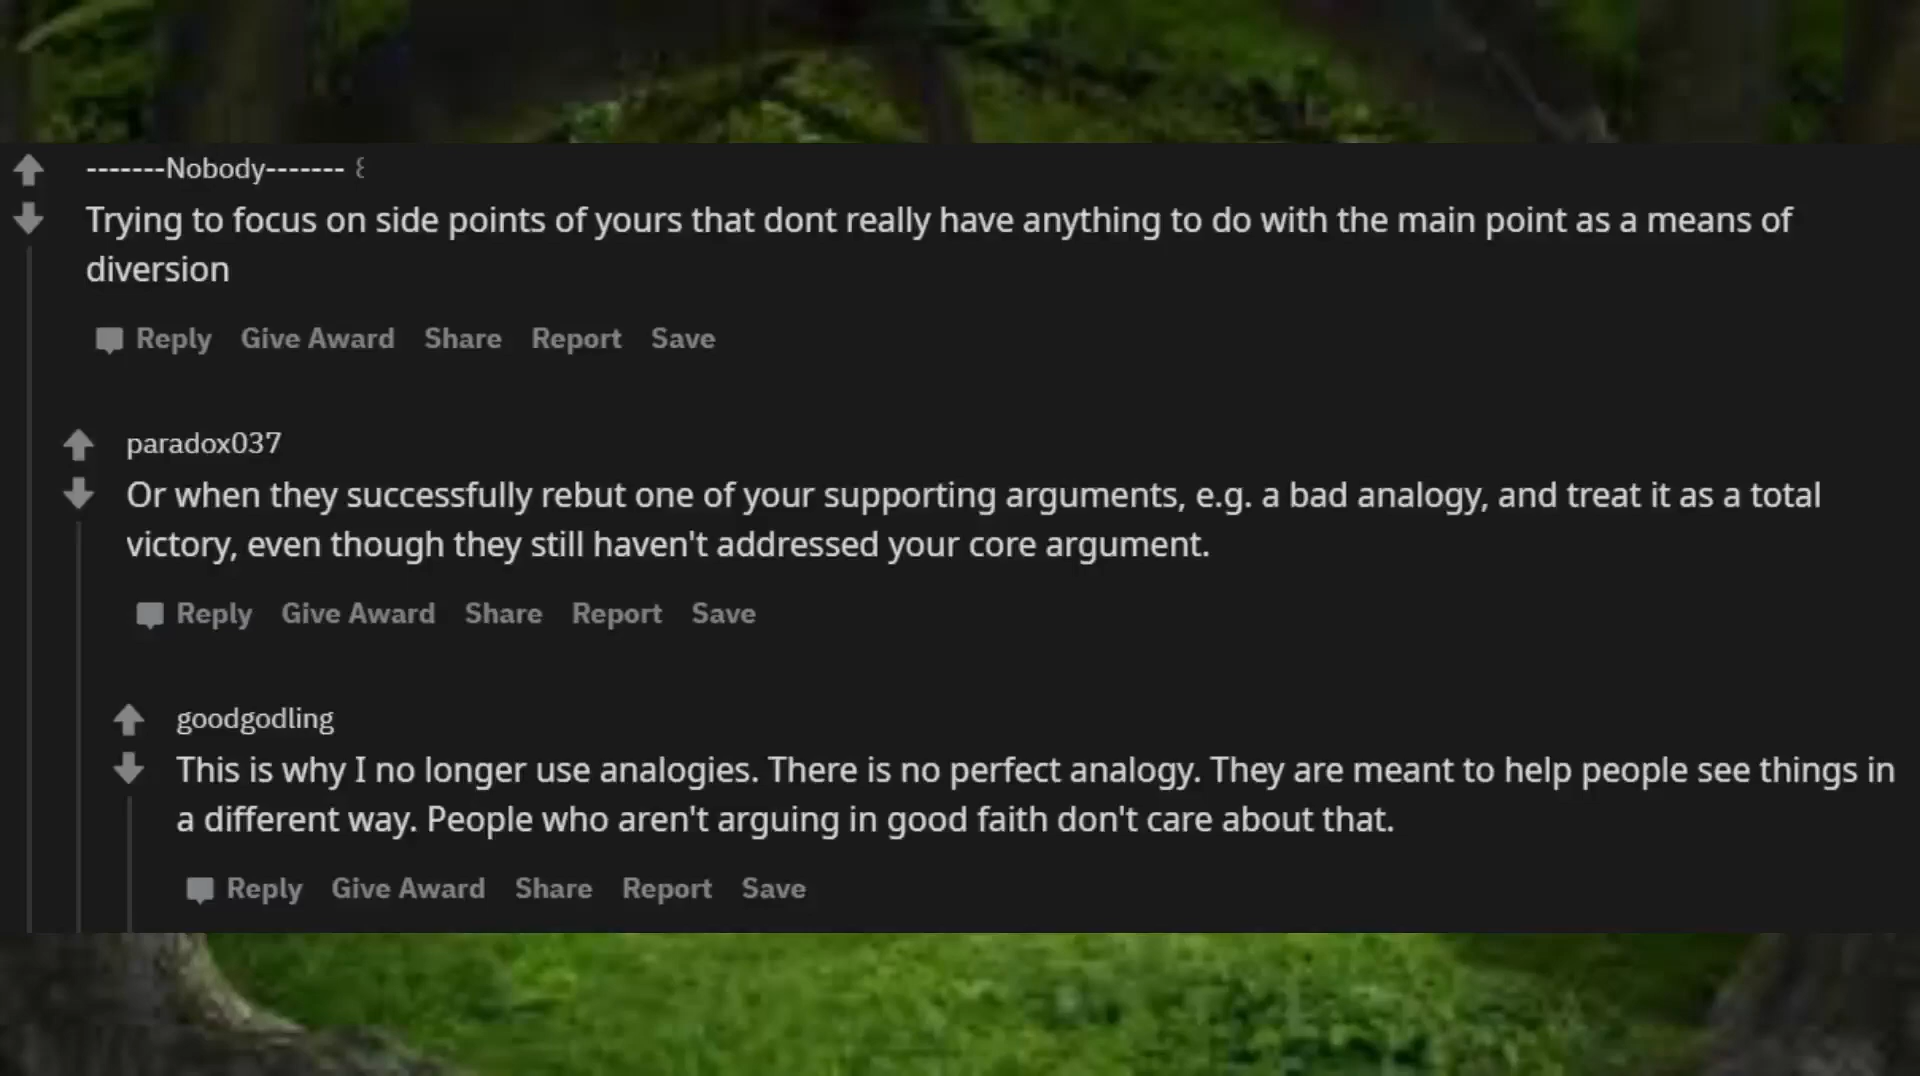 -------Nobody-------
Trying to focus on side points of yours that dont really have anything to do with the main point as a means of
diversion
Reply Give Award Share Report Save
paradox037
Or when they successfully rebut one of your supporting arguments, e.g. a bad analogy, and treat it as a total
victory, even though they still haven't addressed your core argument.
Reply Give Award Share Report Save
goodgodling
This is why I no longer use analogies. There is no perfect analogy. They are meant to help people see things in
a different way. People who aren't arguing in good faith don't care about that.
Reply Give Award Share Report Save